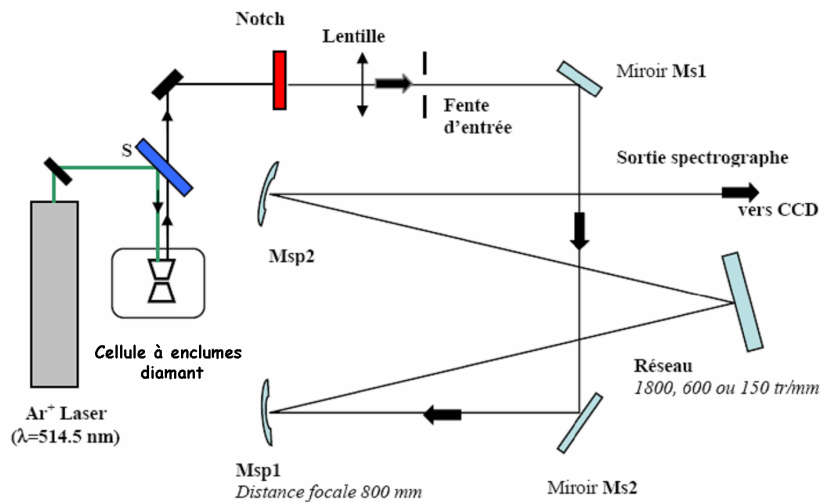 Notch
Lentille
Miroir Ms1
Fente
d'entrée
S
Sortie spectrographe
vers CCD
Msp2
Cellule à enclumes
diamant
Réseau
1800, 600 ou 150 tr/mm
Ar+ Laser
(λ=514.5 nm)
Msp1
Distance focale 800 mm
Miroir Ms2